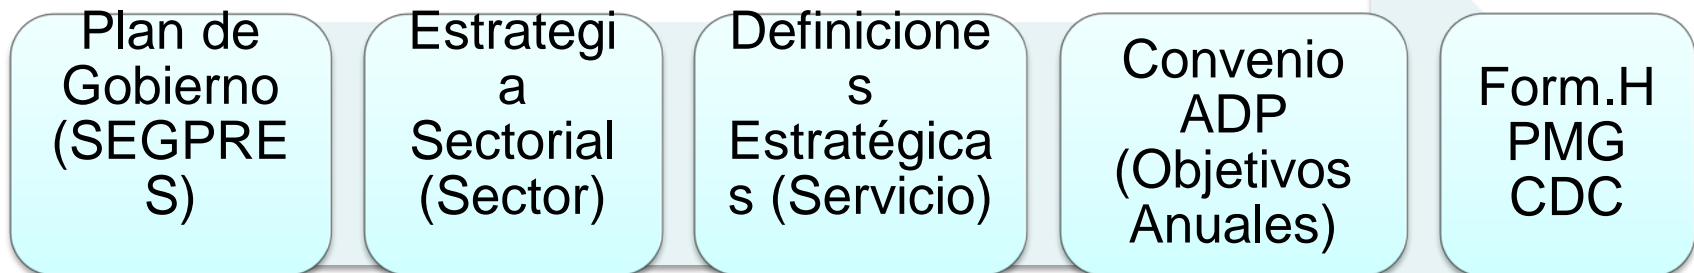 Plan de
Gobierno
(SEGPRE
S)
Estrategi
a
Sectorial
(Sector)
Definicione
s
Estratégica
s (Servicio)
Convenio
ADP
(Objetivos
Anuales)
Form.H
PMG
CDC